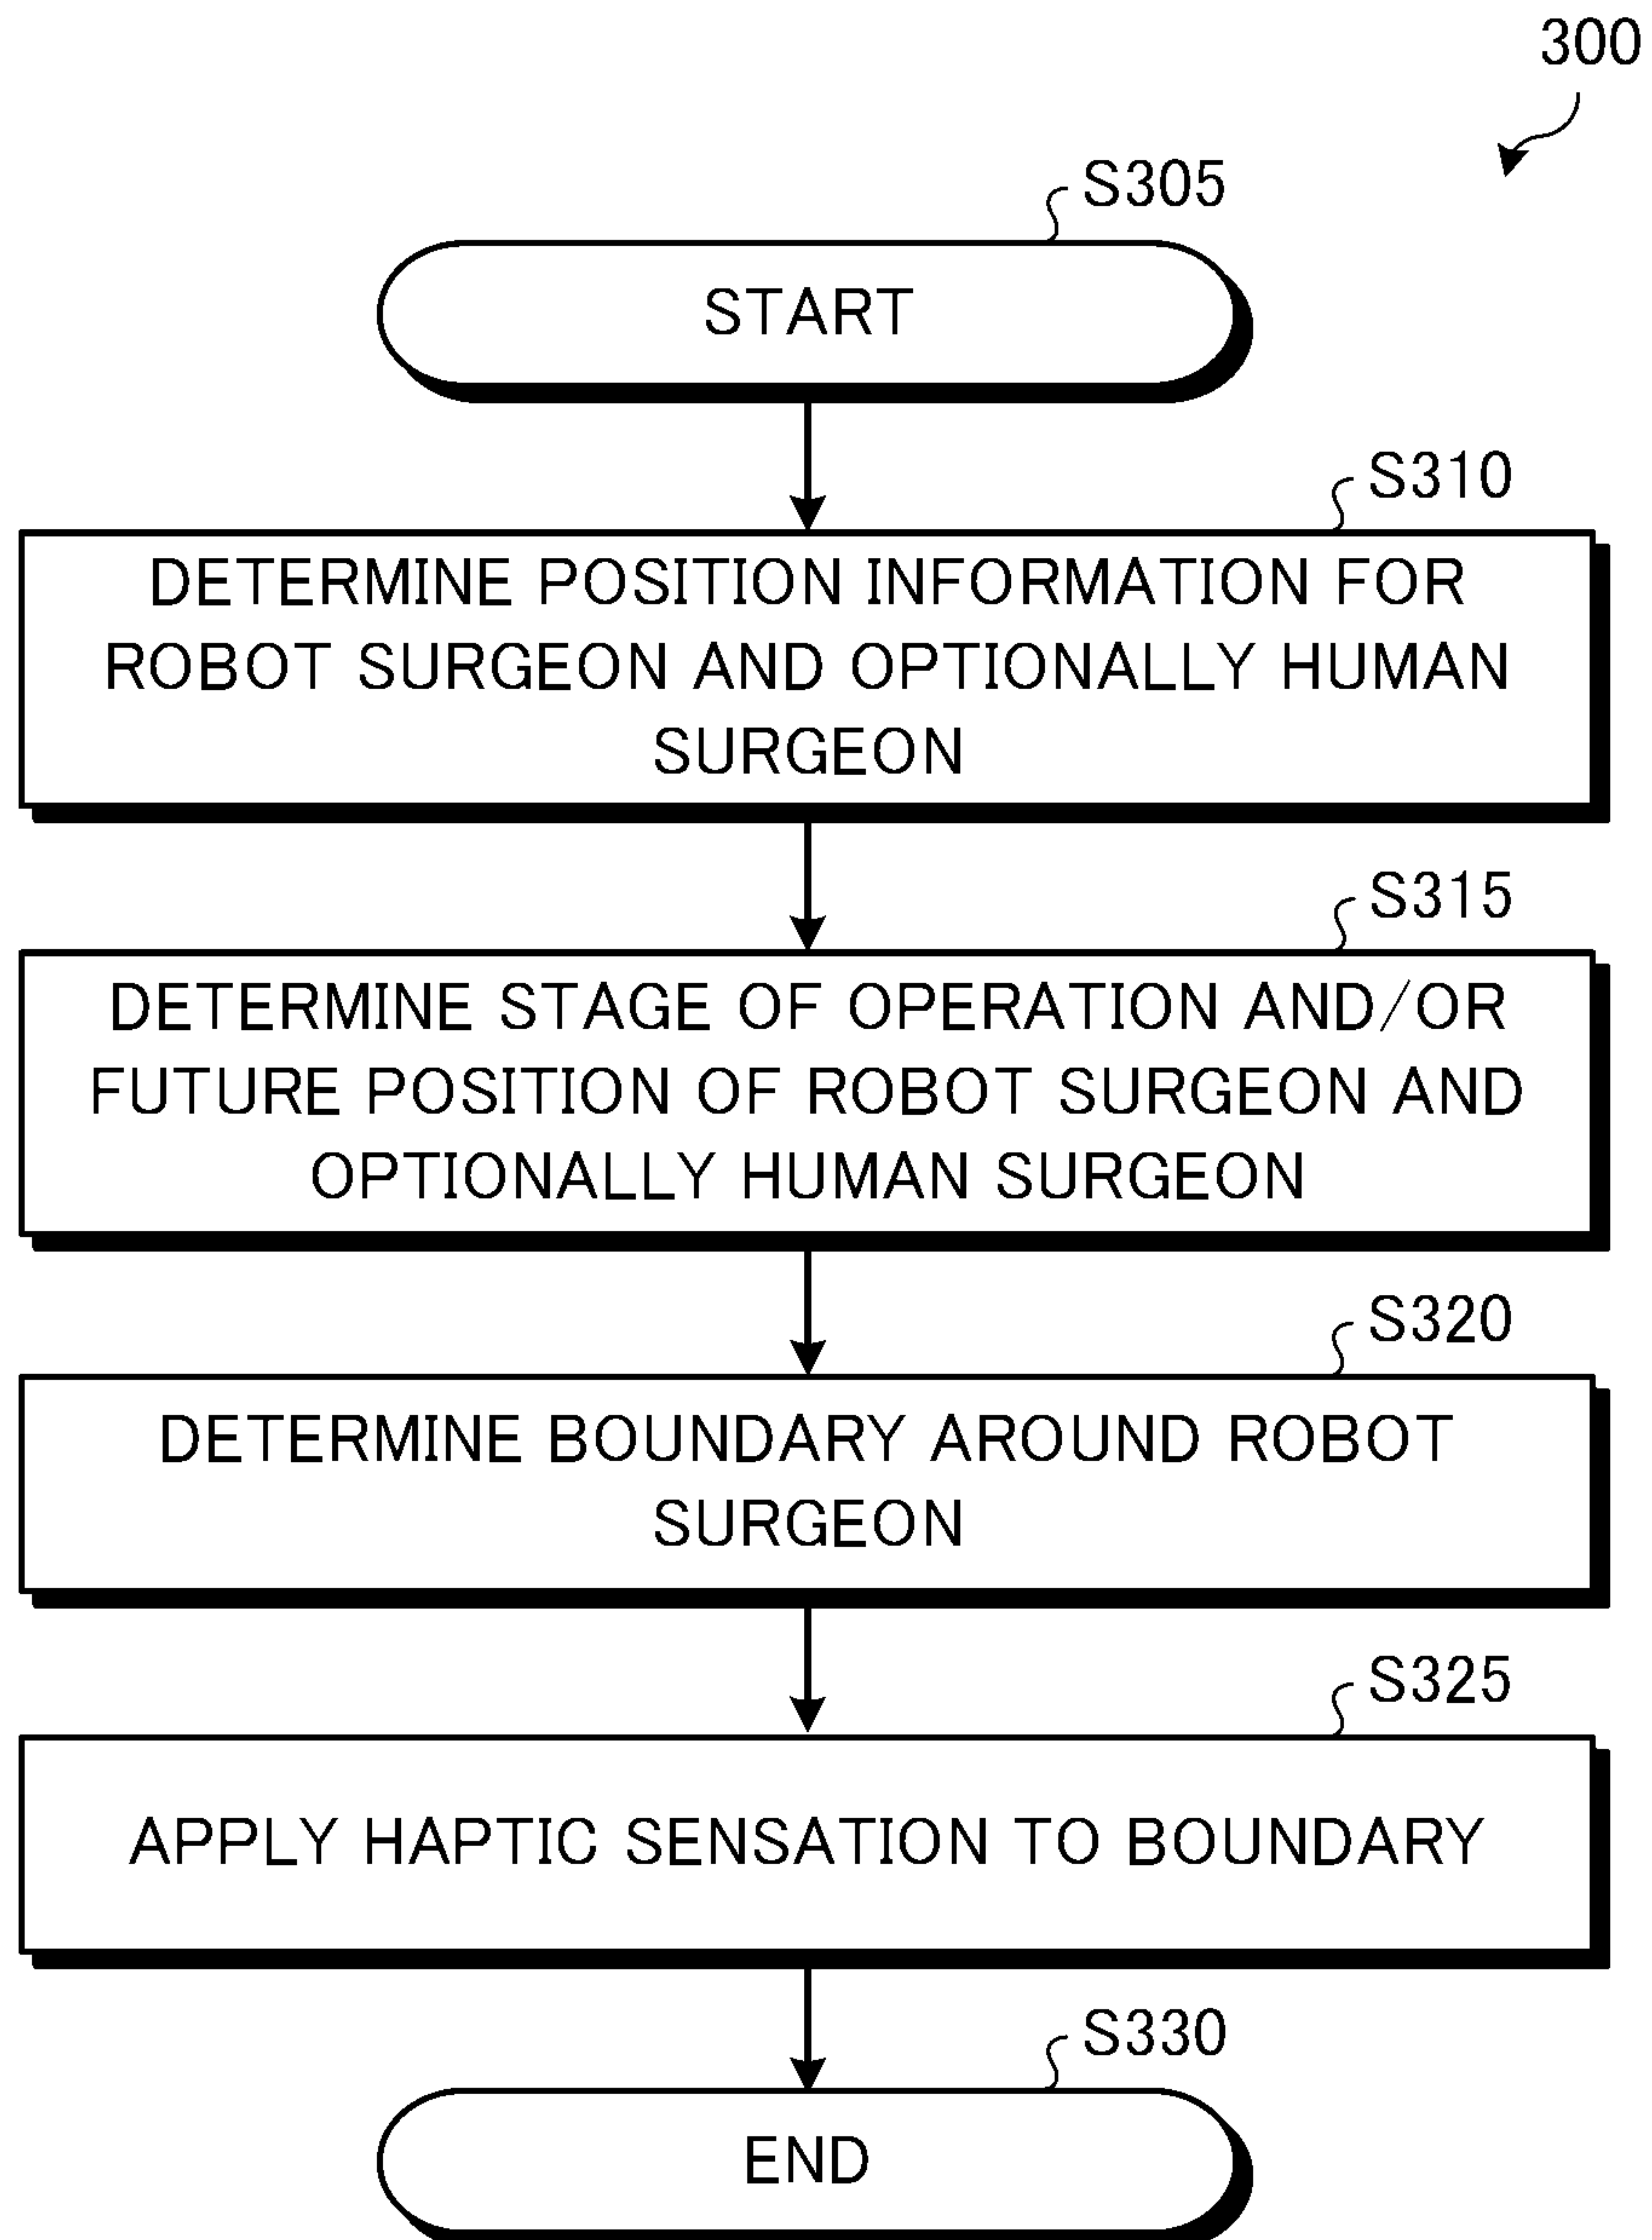 300
S305
START
S310
DETERMINE POSITION INFORMATION FOR
ROBOT SURGEON AND OPTIONALLY HUMAN
SURGEON
S315
DETERMINE STAGE OF OPERATION AND/OR
FUTURE POSITION OF ROBOT SURGEON AND
OPTIONALLY HUMAN SURGEON
S320
DETERMINE BOUNDARY AROUND ROBOT
SURGEON
S325
APPLY HAPTIC SENSATION TO BOUNDARY
S330
END